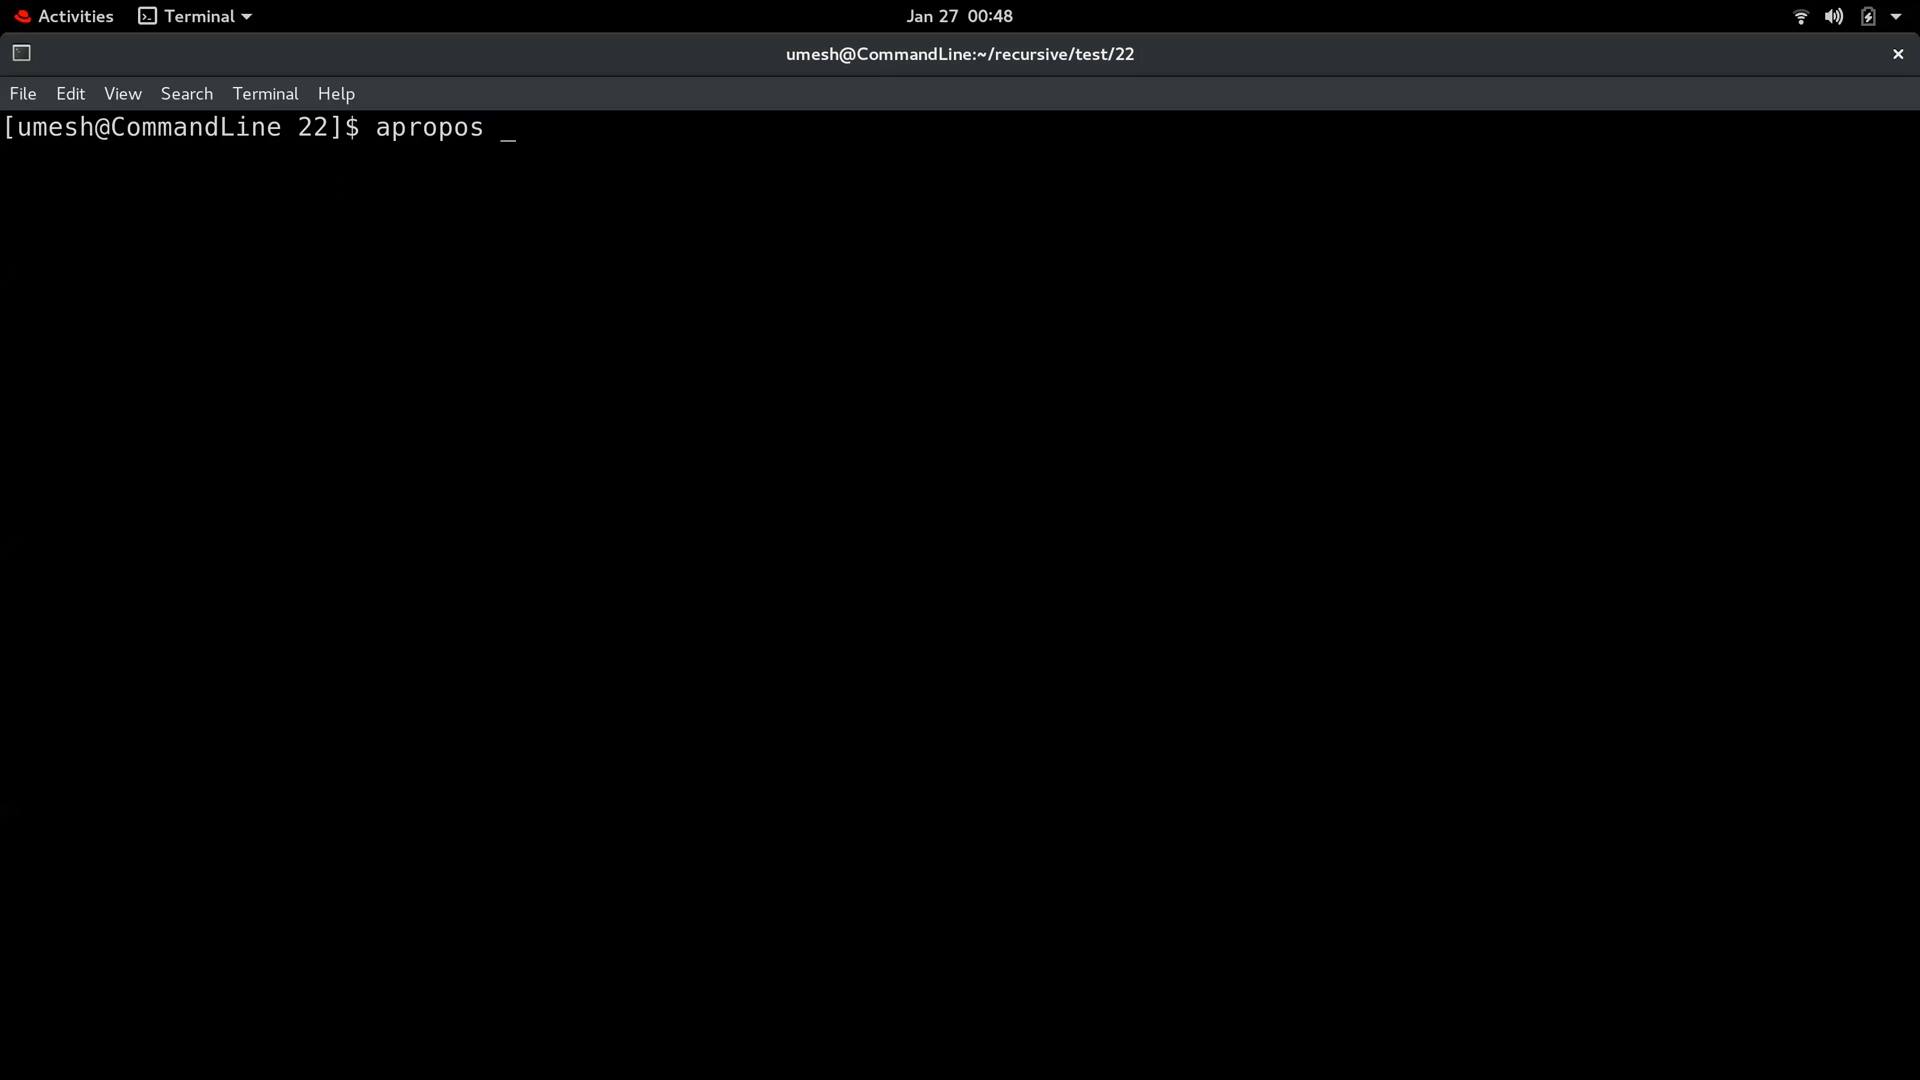 Activities Terminal Jan 27 00:48
umesh@CommandLine:~/recursive/test/22
File Edit View Search Terminal Help
[umesh@CommandLine 22]$ apropos _